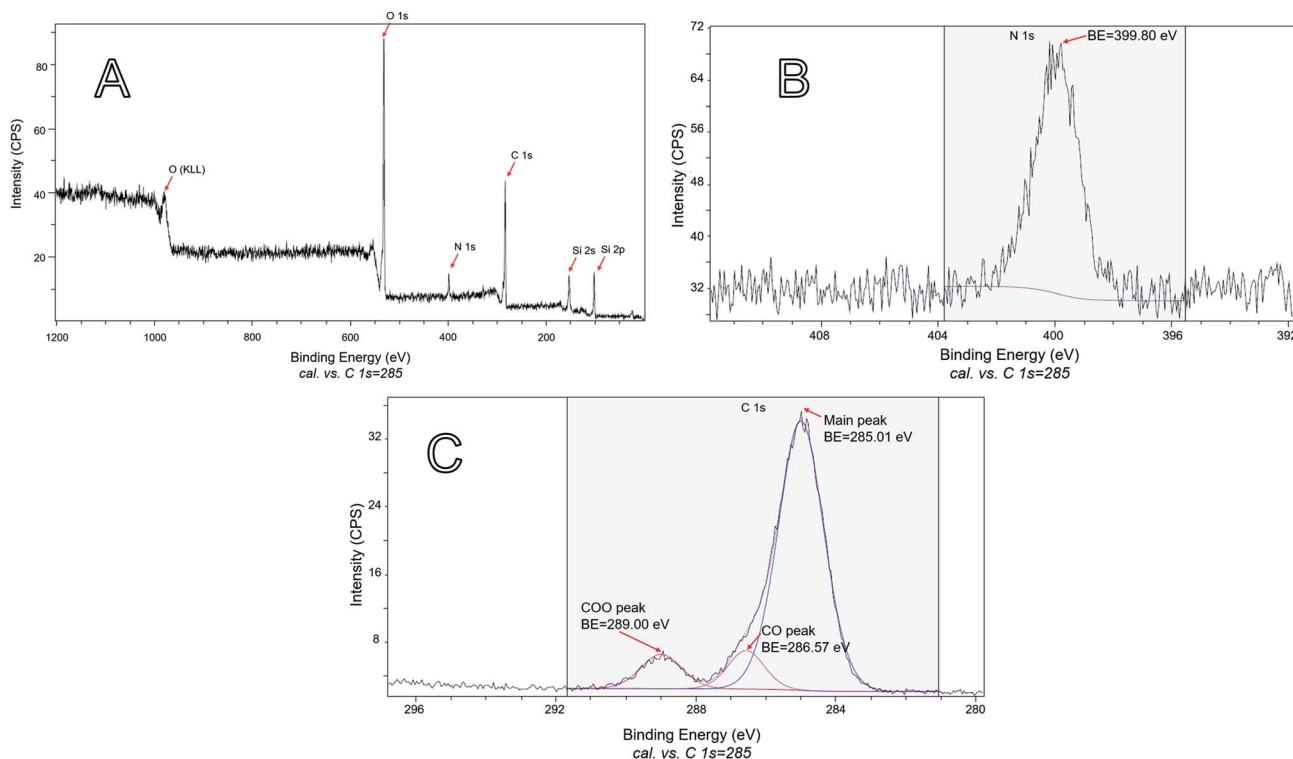 A
O 1s
O (KLL)
N 1s
C 1s
Si 2s
Si 2p
80
60
40
20
Intensity (CPS)
1200
1000
800
600
400
200
Binding Energy (eV)
cal. vs. C 1s=285
B
N 1s
BE=399.80 eV
72
64
56
48
40
36
32
Intensity (CPS)
408
404
400
396
392
Binding Energy (eV)
cal. vs. C 1s=285
C
C 1s
Main peak
BE=285.01 eV
COO peak
BE=289.00 eV
CO peak
BE=286.57 eV
32
24
16
8
Intensity (CPS)
296
292
288
284
280
Binding Energy (eV)
cal. vs. C 1s=285